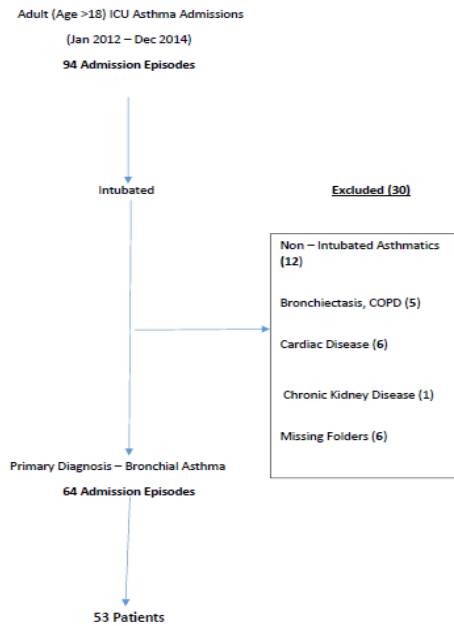 Adult (Age >18) ICU Asthma Admissions
(Jan 2012 – Dec 2014)
94 Admission Episodes
Intubated
Excluded (30)
Non – Intubated Asthmatics
(12)
Bronchiectasis, COPD (5)
Cardiac Disease (6)
Chronic Kidney Disease (1)
Missing Folders (6)
Primary Diagnosis – Bronchial Asthma
64 Admission Episodes
53 Patients